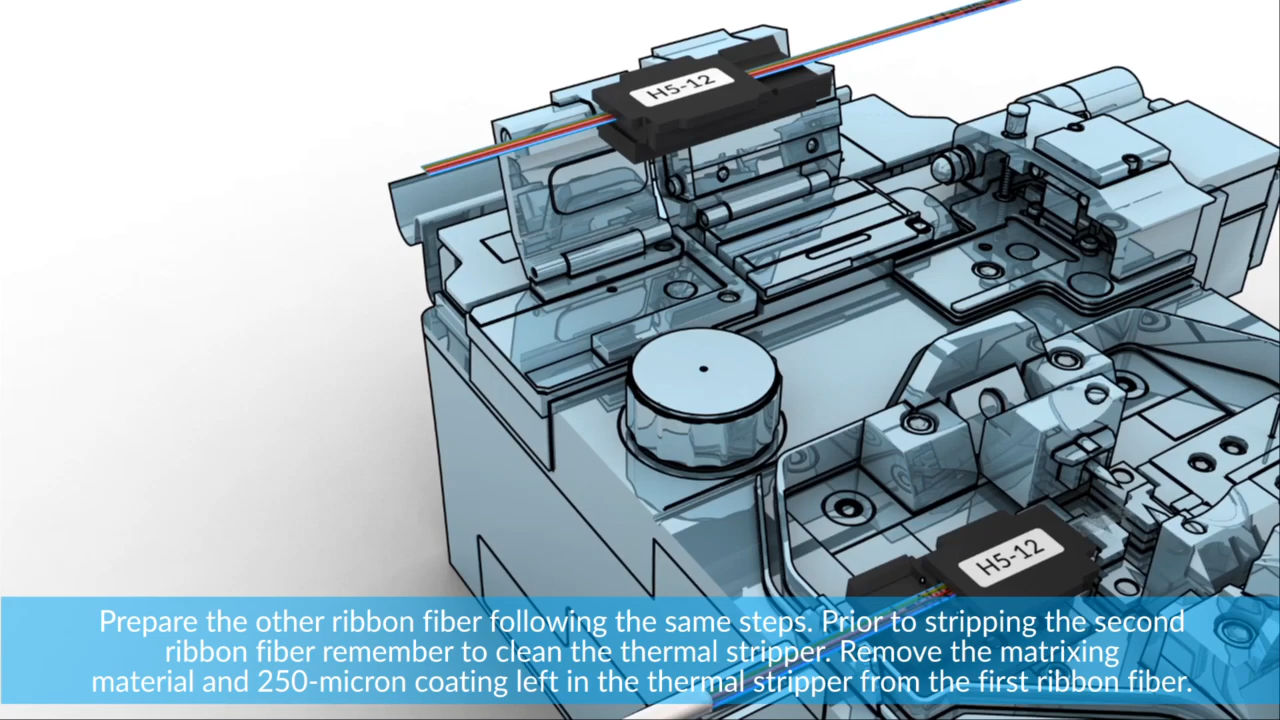 H5-12
H5-12
Prepare the other ribbon fiber following the same steps. Prior to stripping the second
ribbon fiber remember to clean the thermal stripper. Remove the matrixing
material and 250-micron coating left in the thermal stripper from the first ribbon fiber.